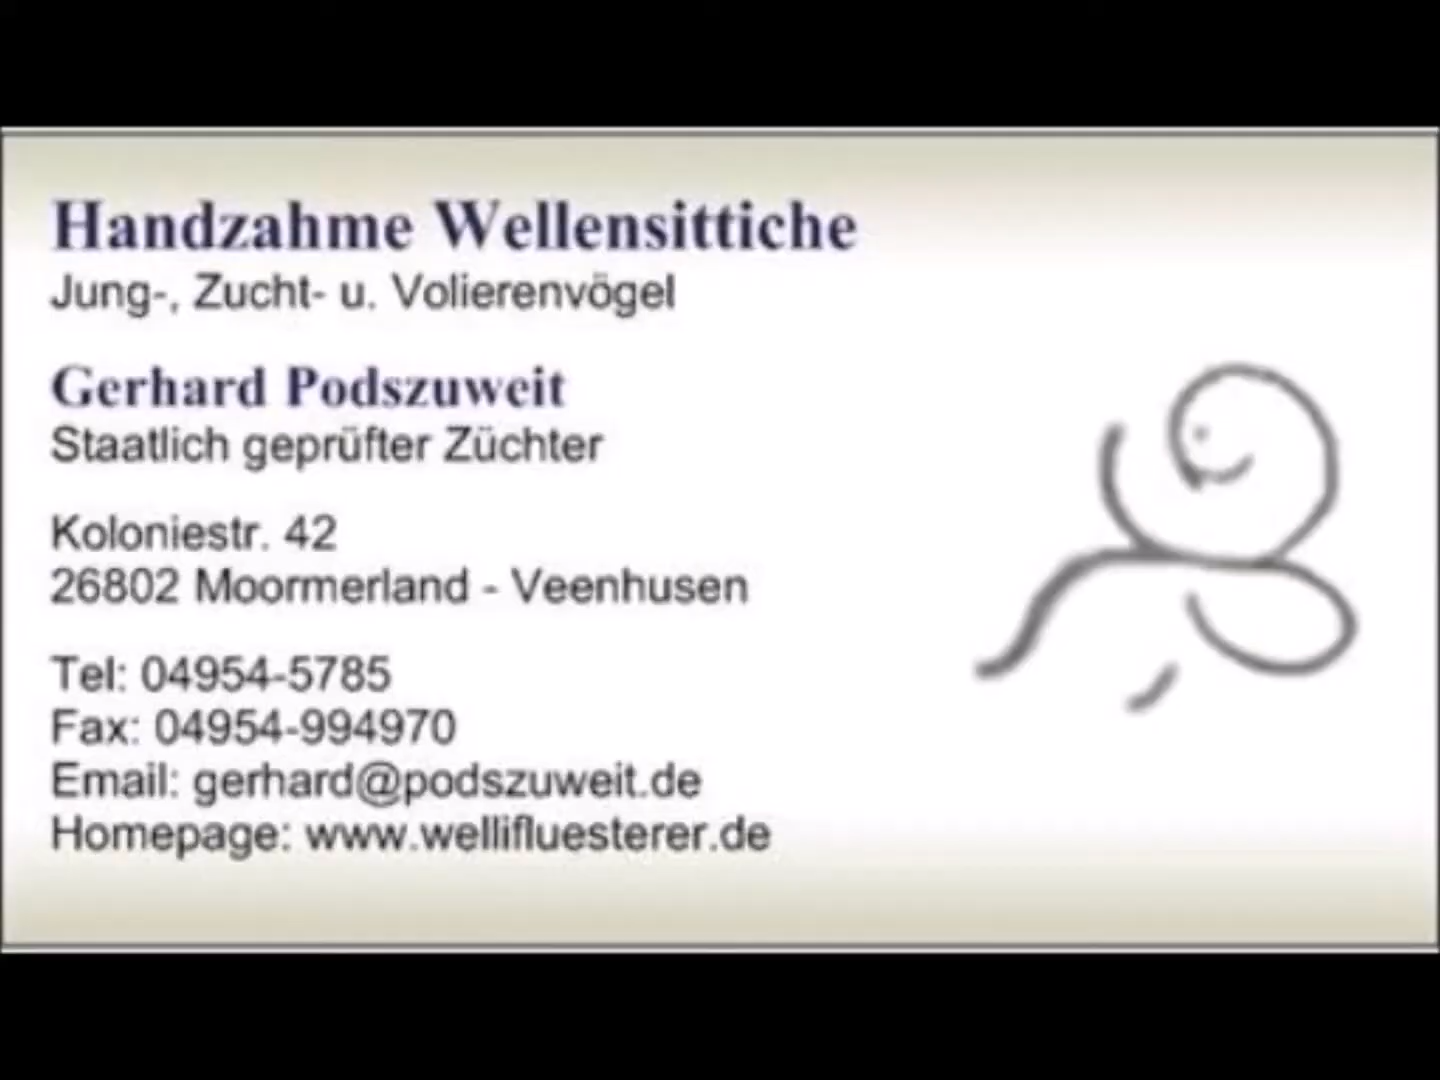 Handzahme Wellensittiche
Jung-, Zucht- u. Volierenvögel
Gerhard Podszuweit
Staatlich geprüfter Züchter
Koloniestr. 42
26802 Moormerland - Veenhusen
Tel: 04954-5785
Fax: 04954-994970
Email: gerhard@podszuweit.de
Homepage: www.wellifluesterer.de